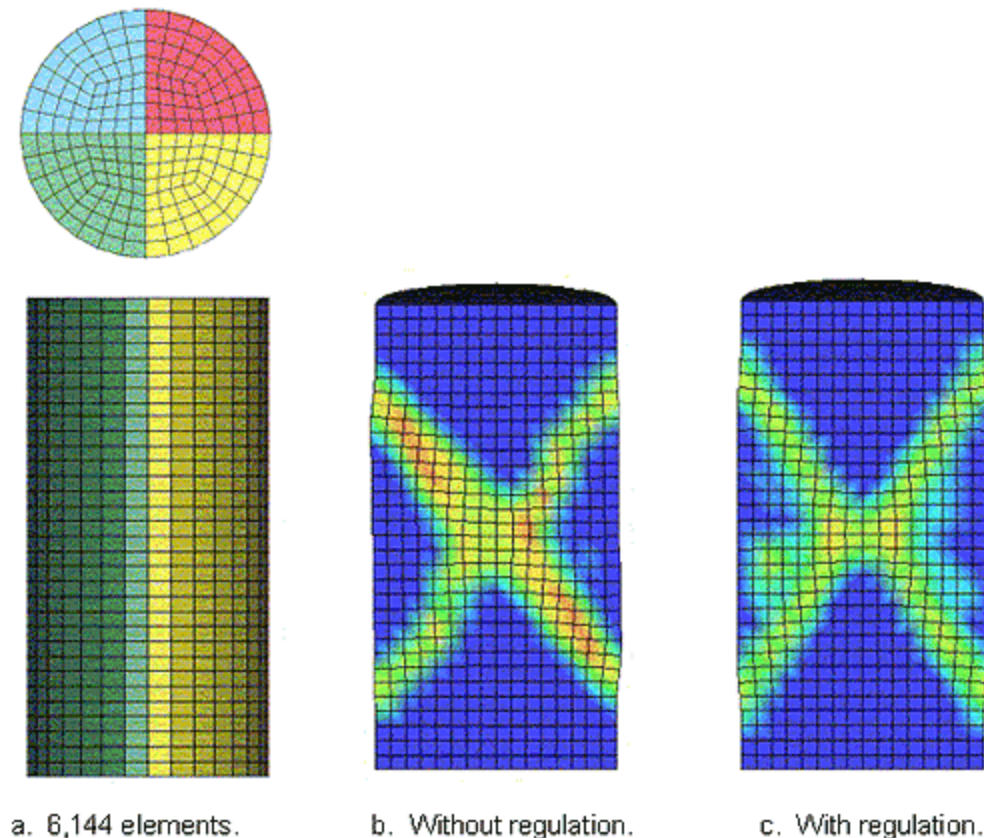 a. 6,144 elements.
b. Without regulation.
c. With regulation.